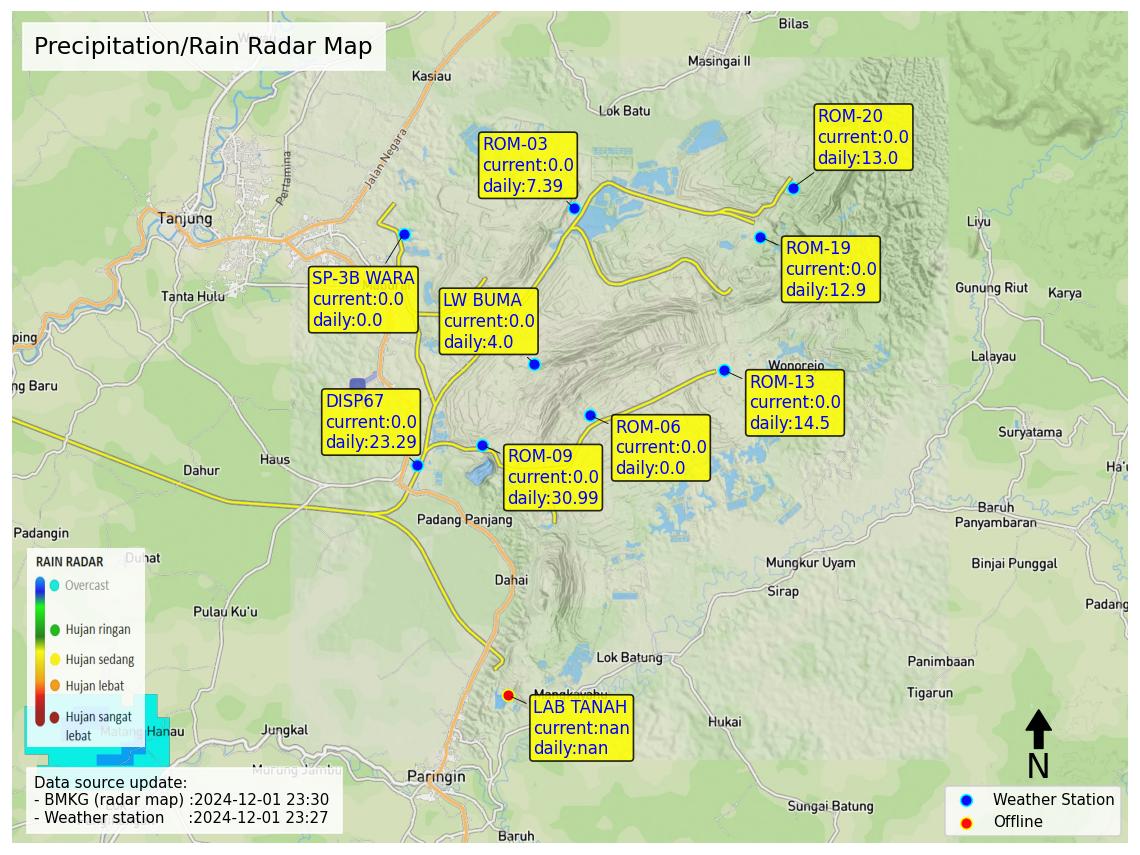 Precipitation/Rain Radar Map
Bilas
Masingai II
Kasiau
Lok Batu
Jalan Negara
Pertamina
Tanjung
Tanta Hulu
ping
ng Baru
ROM-03
current:0.0
daily:7.39
ROM-20
current:0.0
daily:13.0
ROM-19
current:0.0
daily:12.9
SP-3B WARA
current:0.0
daily:0.0
LW BUMA
current:0.0
daily:4.0
Liyu
Gunung Riut
Karya
Lalayau
Wonorejo
ROM-13
current:0.0
daily:14.5
DISP67
current:0.0
daily:23.29
ROM-06
current:0.0
daily:0.0
ROM-09
current:0.0
daily:30.99
Suryatama
Ha'u
Dahur
Haus
Padang Panjang
Baruh
Panyambaran
Padangin
Duhat
Binjai Punggal
Mungkur Uyam
Dahai
Sirap
Padang
Pulau Ku'u
Lok Batung
Panimbaan
Tigarun
Mangkayahu
LAB TANAH
current:nan
daily:nan
Hukai
Jungkal
Matang Hanau
Murung Jambu
Paringin
Sungai Batung
Baruh
RAIN RADAR
Overcast
Hujan ringan
Hujan sedang
Hujan lebat
Hujan sangat
lebat
Data source update:
- BMKG (radar map) :2024-12-01 23:30
- Weather station :2024-12-01 23:27
N
Weather Station
Offline